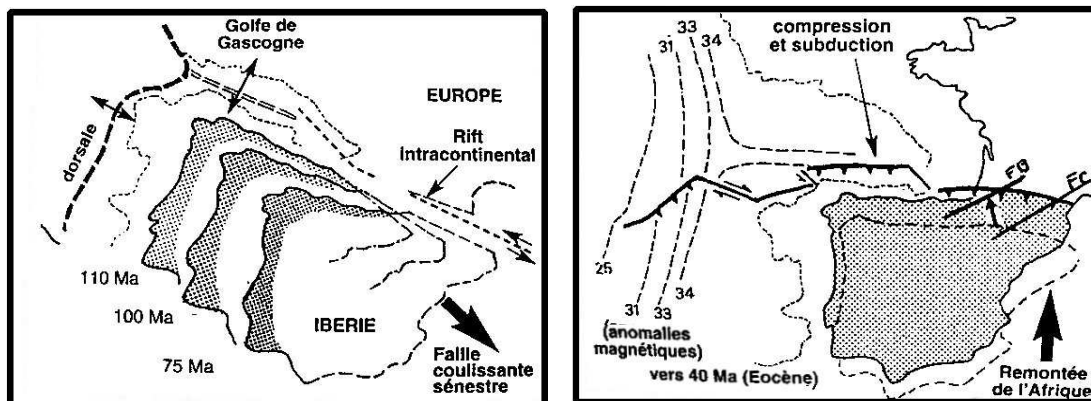 Golfe de
Gascogne
EUROPE
dorsale
Rift
intracontinental
110 Ma
100 Ma
75 Ma
IBERIE
Faille
coulissante
sénestre
31
33
34
compression
et subduction
FG
Fc
25
31
33
34
(anomalles
magnétiques)
vers 40 Ma (Eocène)
Remontée
de l'Afrique